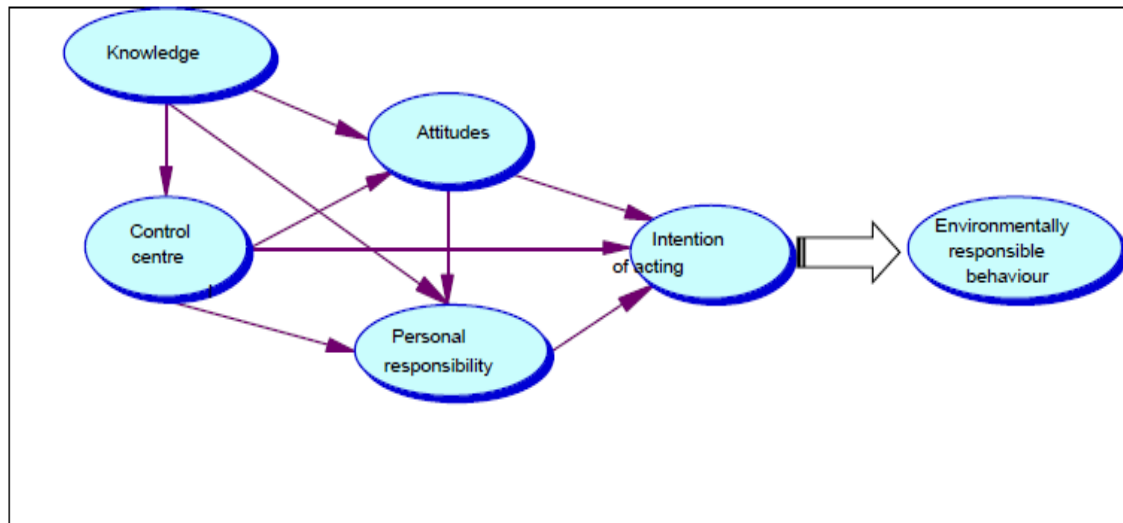 Knowledge
Attitudes
Control
centre
Intention
of acting
Environmentally
responsible
behaviour
Personal
responsibility